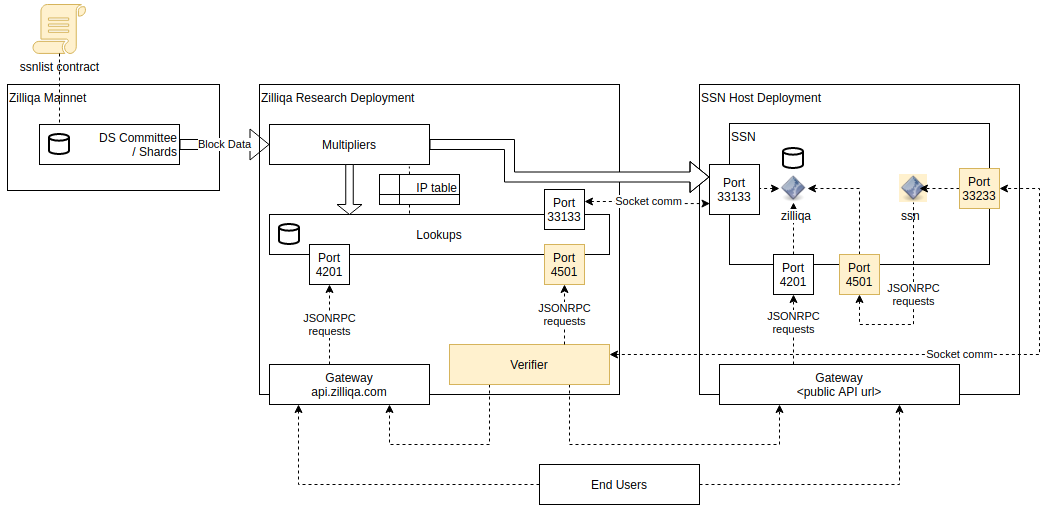 ssnlist contract
Zilliqa Mainnet
DS Committee
/ Shards
Block Data
Zilliqa Research Deployment
Multipliers
IP table
Port
33133
Lookups
Port
4201
Port
4501
JSONRPC
requests
JSONRPC
requests
Verifier
Gateway
api.zilliqa.com
Socket comm
SSN Host Deployment
SSN
Port
33133
zilliqa
ssn
Port
33233
Port
4201
Port
4501
JSONRPC
requests
JSONRPC
requests
Socket comm
Gateway
<public API url>
End Users